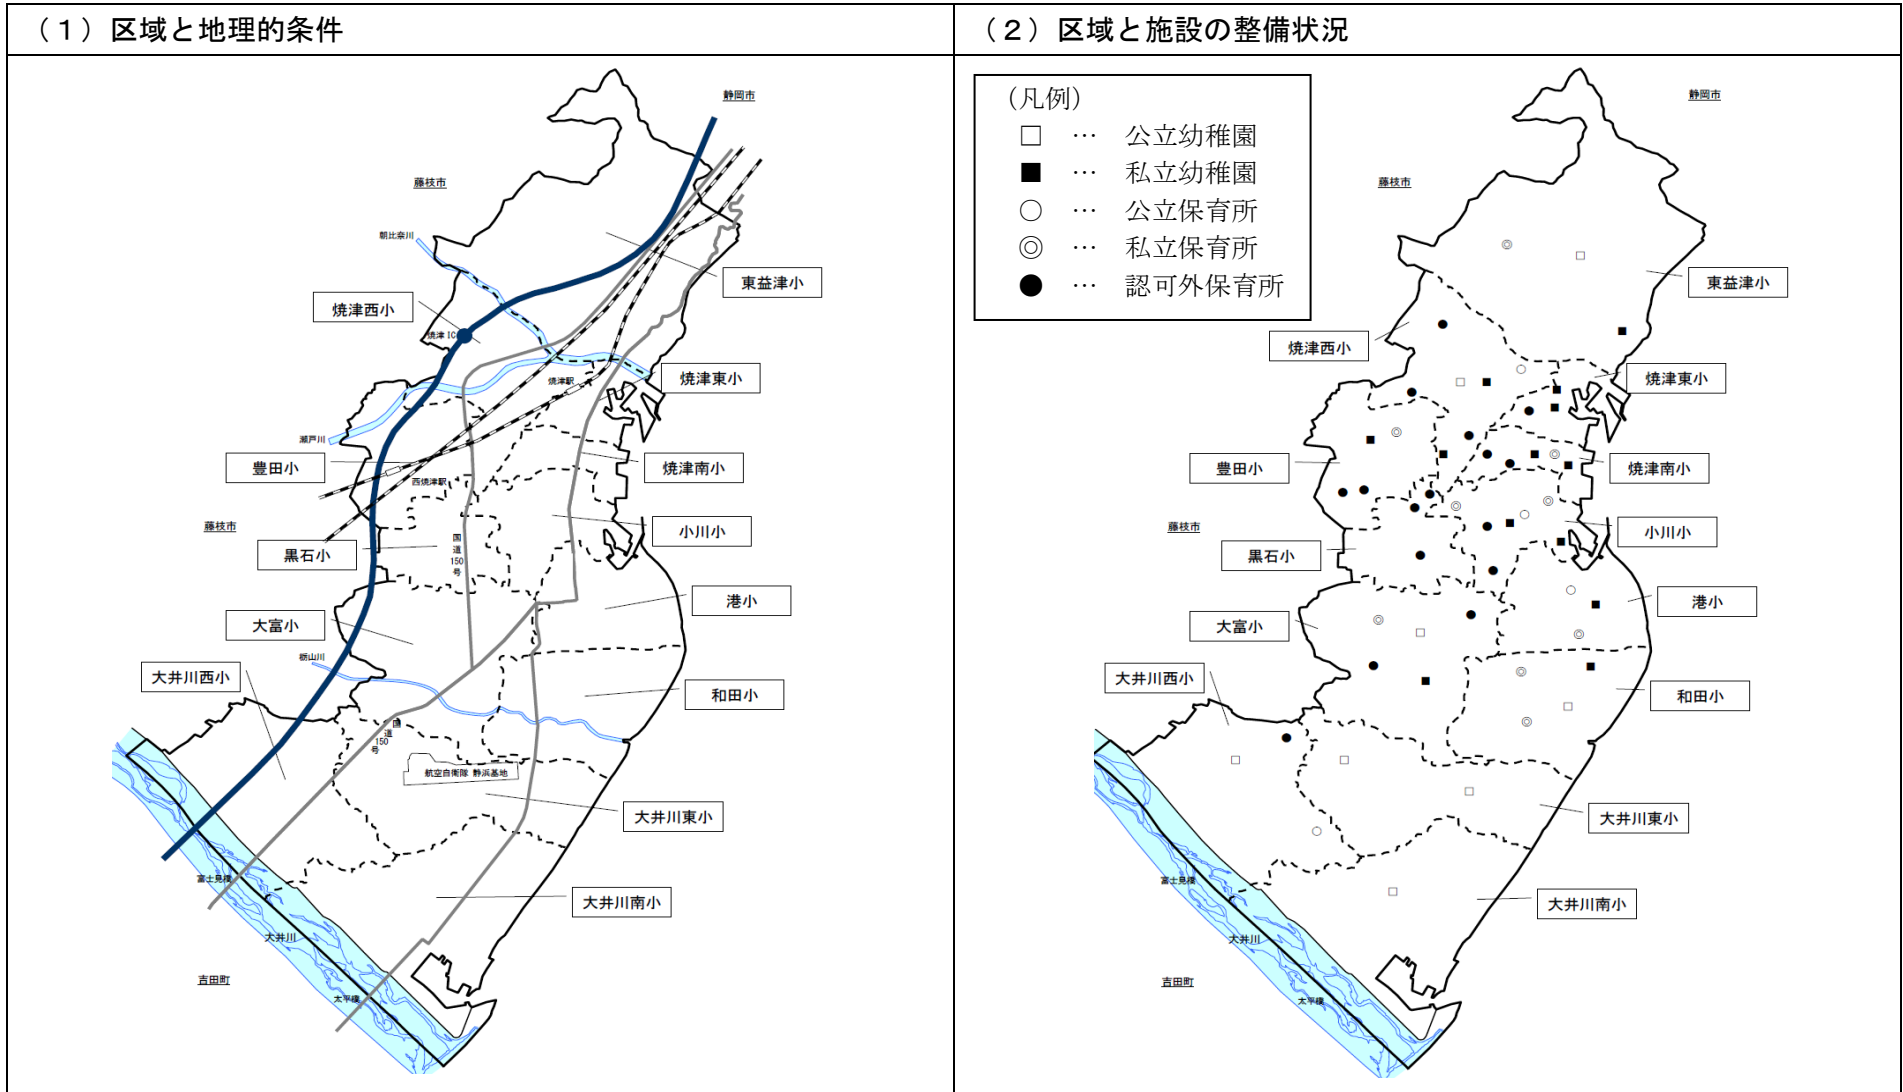 （１）区域と地理的条件
静岡市
藤枝市
朝比奈川
東益津小
焼津西小
焼津IC
焼津駅
焼津東小
瀬戸川
豊田小
焼津南小
西焼津駅
藤枝市
小川小
黒石小
国道150号
港小
大富小
栃山川
大井川西小
和田小
国道150号
航空自衛隊 静浜基地
大井川東小
富士見橋
大井川南小
大井川
吉田町
太平橋
（２）区域と施設の整備状況
（凡例）
□ … 公立幼稚園
■ … 私立幼稚園
○ … 公立保育所
◎ … 私立保育所
● … 認可外保育所
静岡市
藤枝市
東益津小
焼津西小
焼津東小
豊田小
焼津南小
藤枝市
小川小
黒石小
港小
大富小
大井川西小
和田小
大井川東小
富士見橋
大井川南小
大井川
吉田町
太平橋